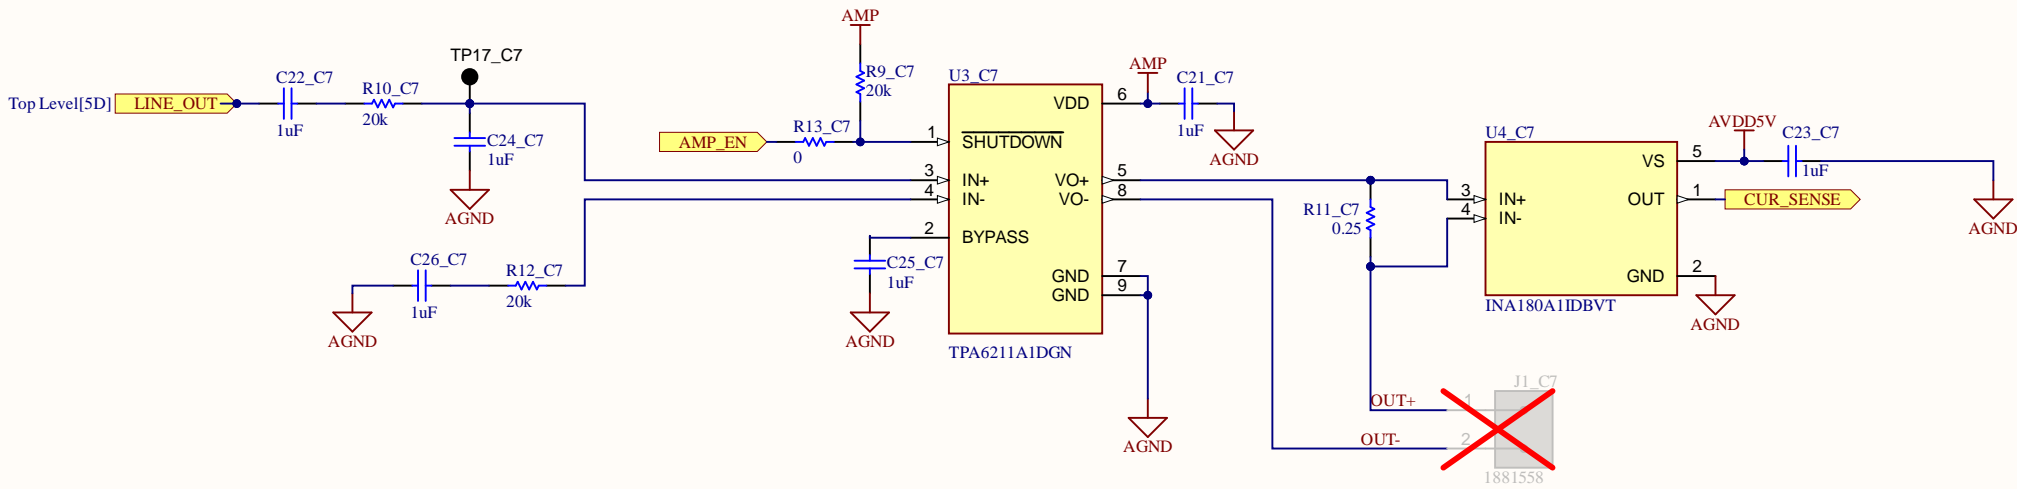 AMP
TP17_C7
C22_C7
R10_C7
R9_C7
20k
U3_C7
AMP
C21_C7
Top Level[5D]
LINE_OUT
1uF
20k
C24_C7
1uF
AGND
AMP_EN
R13_C7
0
1
SHUTDOWN
VDD
6
1uF
AGND
3
IN+
4
IN-
VO+
5
VO-
8
2
BYPASS
GND
7
GND
9
TPA6211A1DGN
C25_C7
1uF
AGND
C26_C7
1uF
R12_C7
20k
AGND
AGND
R11_C7
0.25
U4_C7
AVDD5V
C23_C7
1uF
VS
5
3
IN+
4
IN-
OUT
1
CUR_SENSE
GND
2
INA180A1IDBVT
AGND
AGND
J1_C7
OUT+
1
OUT-
2
1881558